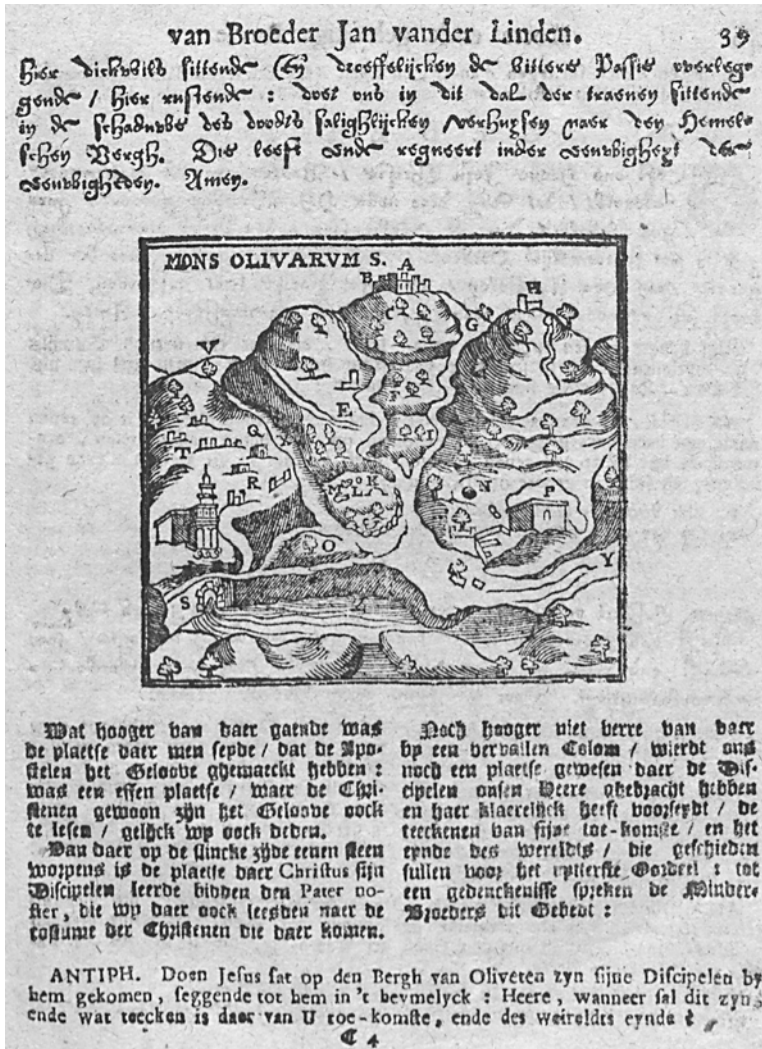 van Broeder Jan vander Linden. 39
Hier dickwils sittende (en droeffelijcken de bittere Passie overleg-
gende / hier rustende : doet ons in dit dal der traenen sittende
in de schaduwe des doodts salighlijcken verhuysen naer den Hemel-
schen Bergh. Die leeft ende regneert inder eeuwigheyt der
eeuwigheden. Amen.
MONS OLIVARVM S.
A
B
H
C
G
V
E
F
I
Q
T
X
M L K
R
N
P
O
Y
S
Wat hooger van daer gaende was
de plaetse daer men seyde / dat de Apo-
stelen het Geloove ghemaeckt hebben :
was een effen plaetse / waer de Chri-
stenen gewoon zijn het Geloove oock
te lesen / gelijck wy oock deden.
Van daer op de slincke zijde eenen steen
worpens is de plaetse daer Christus sijn
Discipelen leerde bidden den Pater no-
ster, die wy daer oock leesden naer de
costume der Christenen die daer komen.
Noch hooger niet verre van daer
by een vervallen Colom / wierdt ons
noch een plaetse gewesen daer de Dis-
cipelen onsen Heere ghebracht hebben
en haer klaerelijck heeft voorseydt / de
teeckenen van sijne toe-komste / en het
eynde des wereldts / die geschieden
sullen voor het uytterste Oordeel : tot
een gedenckenisse spreken de Minder-
Broeders dit Gebedt :
ANTIPH. Doen Jesus sat op den Bergh van Oliveten zyn sijne Discipelen by
hem gekomen, seggende tot hem in 't heymelyck : Heere, wanneer sal dit zyn,
ende wat teecken is daer van U toe-komste, ende des weireldts eynde ?
C 4